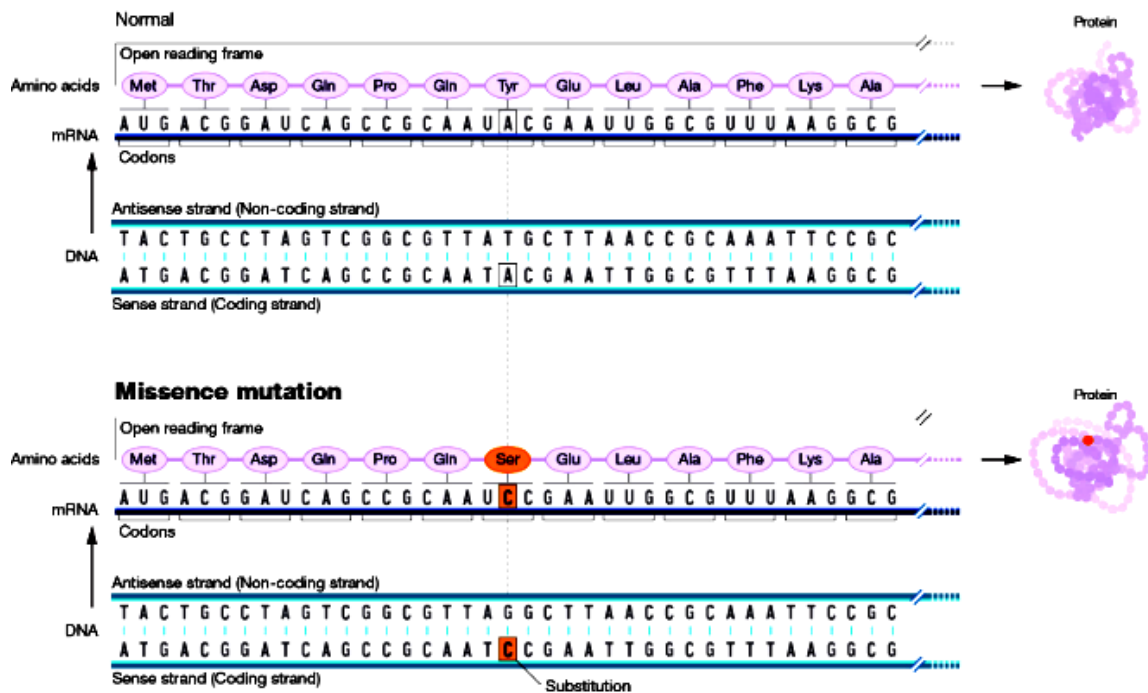 Normal
Protein
Open reading frame
Amino acids Met Thr Asp Gln Pro Gln Tyr Glu Leu Ala Phe Lys Ala
A U G A C G G A U C A G C C G C A A U A C G A A U U G G C G U U U A A G G C G
mRNA
Codons
Antisense strand (Non-coding strand)
T A C T G C C T A G T C G G C G T T A T G C T T A A C C G C A A A T T C C G C
DNA
A T G A C G G A T C A G C C G C A A T A C G A A T T G G C G T T T A A G G C G
Sense strand (Coding strand)
Missence mutation
Protein
Open reading frame
Amino acids Met Thr Asp Gln Pro Gln Ser Glu Leu Ala Phe Lys Ala
A U G A C G G A U C A G C C G C A A U C C G A A U U G G C G U U U A A G G C G
mRNA
Codons
Antisense strand (Non-coding strand)
T A C T G C C T A G T C G G C G T T A G G C T T A A C C G C A A A T T C C G C
DNA
A T G A C G G A T C A G C C G C A A T C C G A A T T G G C G T T T A A G G C G
Sense strand (Coding strand)
Substitution